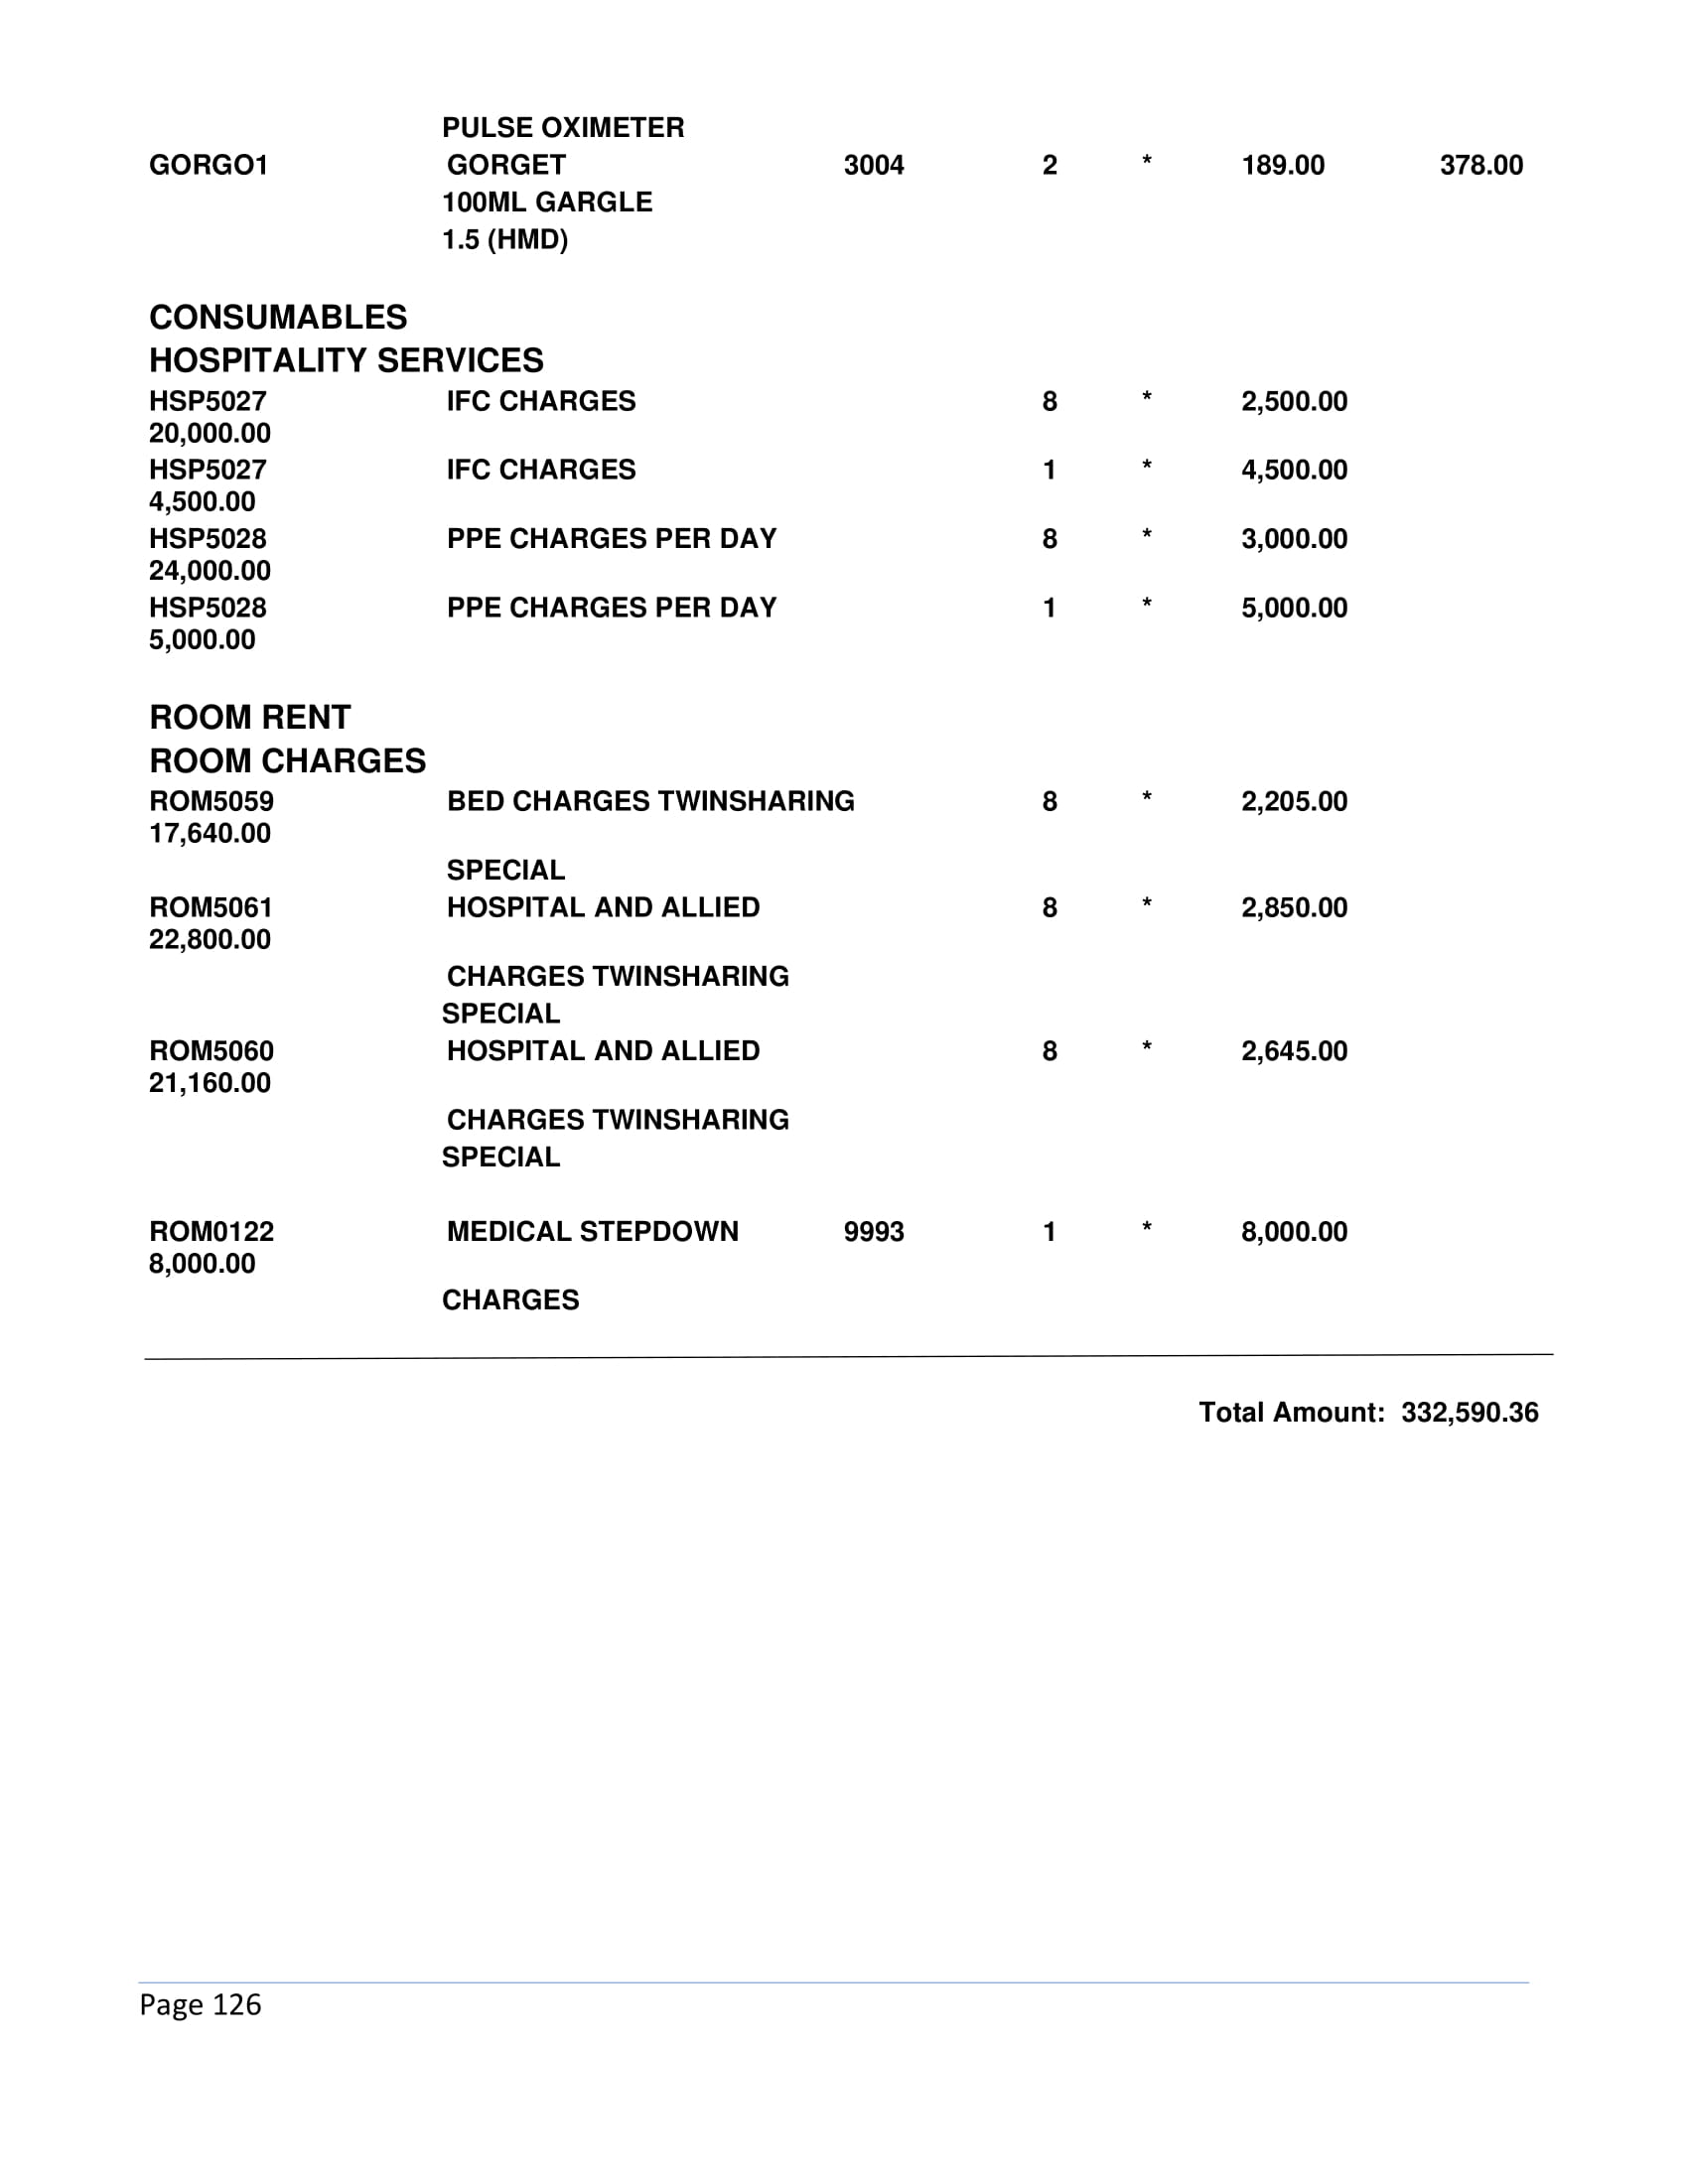 PULSE OXIMETER
GORGO1 GORGET 3004 2 * 189.00 378.00
100ML GARGLE
1.5 (HMD)
CONSUMABLES
HOSPITALITY SERVICES
HSP5027 IFC CHARGES 8 * 2,500.00
20,000.00
HSP5027 IFC CHARGES 1 * 4,500.00
4,500.00
HSP5028 PPE CHARGES PER DAY 8 * 3,000.00
24,000.00
HSP5028 PPE CHARGES PER DAY 1 * 5,000.00
5,000.00
ROOM RENT
ROOM CHARGES
ROM5059 BED CHARGES TWINSHARING 8 * 2,205.00
17,640.00
SPECIAL
ROM5061 HOSPITAL AND ALLIED 8 * 2,850.00
22,800.00
CHARGES TWINSHARING
SPECIAL
ROM5060 HOSPITAL AND ALLIED 8 * 2,645.00
21,160.00
CHARGES TWINSHARING
SPECIAL
ROM0122 MEDICAL STEPDOWN 9993 1 * 8,000.00
8,000.00
CHARGES
Total Amount: 332,590.36
Page 126